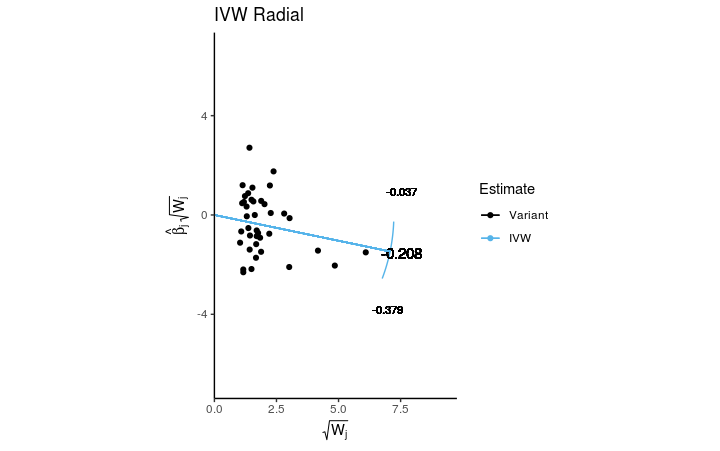 IVW Radial
4
0
-4
β̂ⱼ√Wⱼ
0.0
2.5
5.0
7.5
√Wⱼ
-0.037
-0.208
-0.379
Estimate
Variant
IVW